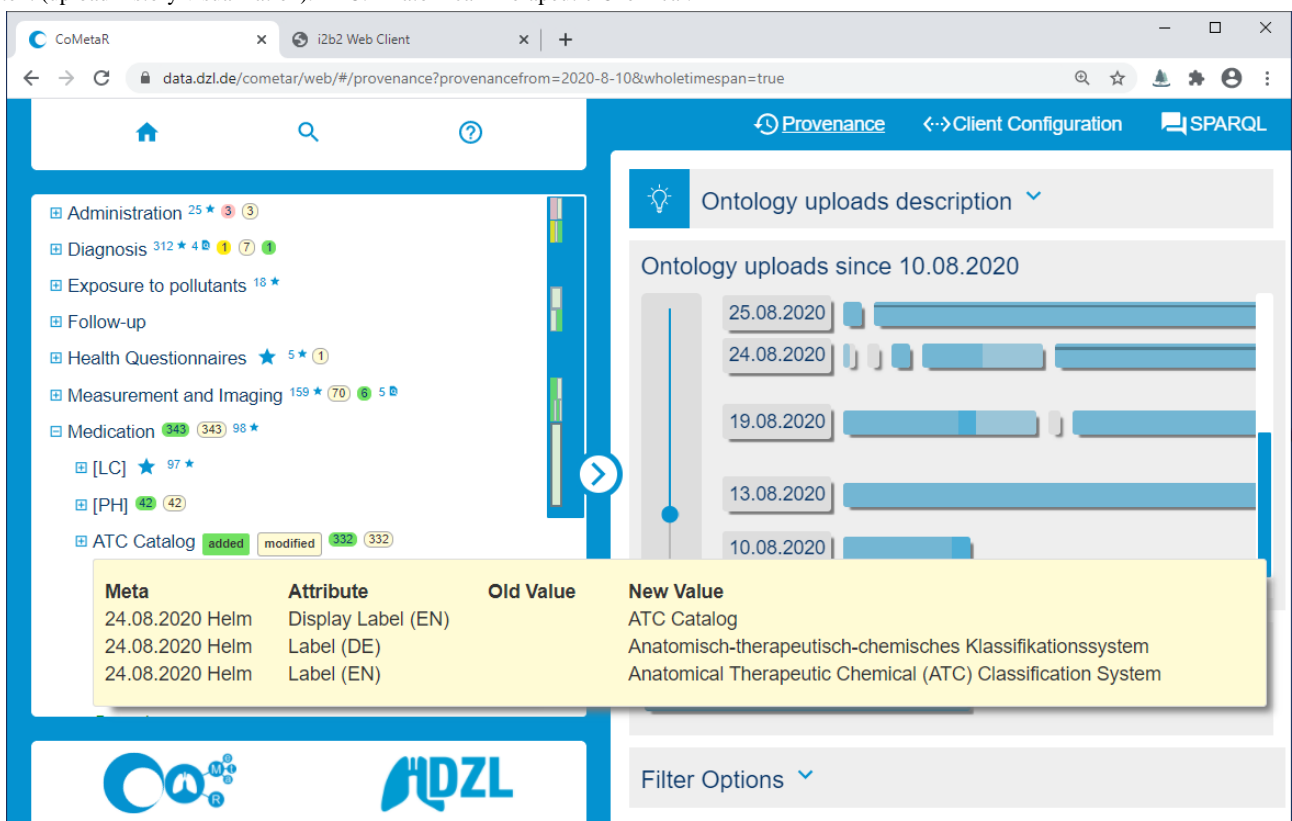 CoMetaR
i2b2 Web Client
data.dzl.de/cometar/web/#/provenance?provenancefrom=2020-8-10&wholetimespan=true
Provenance
Client Configuration
SPARQL
Administration 25 3 3
Diagnosis 312 4 1 7 1
Exposure to pollutants 18
Follow-up
Health Questionnaires 5 1
Measurement and Imaging 159 70 6 5
Medication 343 343 98
[LC] 97
[PH] 42 42
ATC Catalog added modified 332 332
Ontology uploads description
Ontology uploads since 10.08.2020
25.08.2020
24.08.2020
19.08.2020
13.08.2020
10.08.2020
Meta Attribute Old Value New Value
24.08.2020 Helm Display Label (EN) ATC Catalog
24.08.2020 Helm Label (DE) Anatomisch-therapeutisch-chemisches Klassifikationssystem
24.08.2020 Helm Label (EN) Anatomical Therapeutic Chemical (ATC) Classification System
Filter Options
M e t a R
DZL